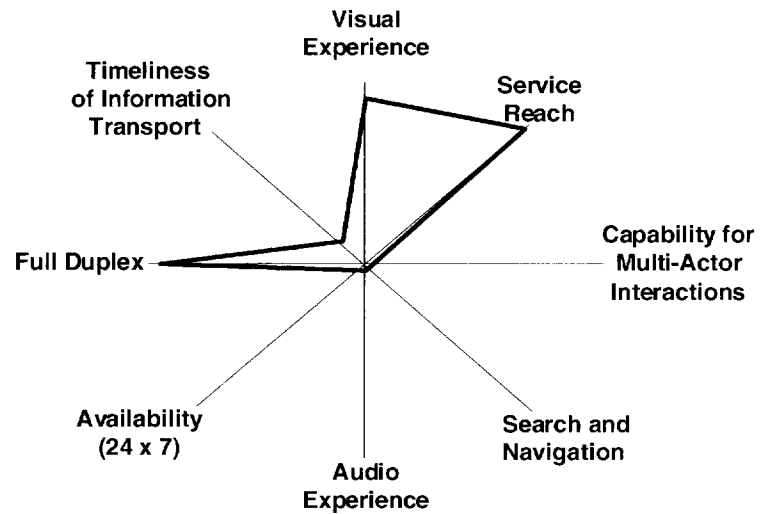 Visual
Experience
Timeliness
of Information
Transport
Service
Reach
Full Duplex
Capability for
Multi-Actor
Interactions
Availability
(24 x 7)
Search and
Navigation
Audio
Experience